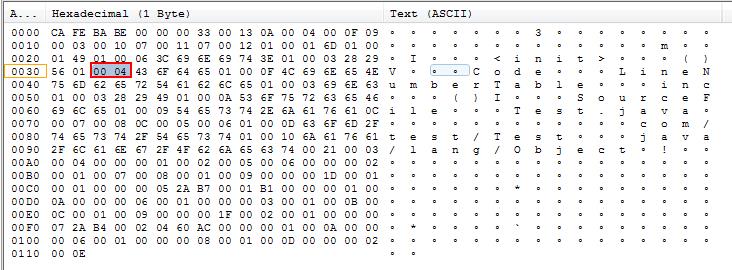 A... Hexadecimal (1 Byte) Text (ASCII)
0000 CA FE BA BE 00 00 00 33 00 13 0A 00 04 00 0F 09 ▫ ▫ ▫ ▫ ▫ ▫ ▫ 3 ▫ ▫ ▫ ▫ ▫ ▫ ▫ ▫
0010 00 03 00 10 07 00 11 07 00 12 01 00 01 6D 01 00 ▫ ▫ ▫ ▫ ▫ ▫ ▫ ▫ ▫ ▫ ▫ ▫ ▫ m ▫ ▫
0020 01 49 01 00 06 3C 69 6E 69 74 3E 01 00 03 28 29 ▫ I ▫ ▫ ▫ < i n i t > ▫ ▫ ▫ ( )
0030 56 01 00 04 43 6F 64 65 01 00 0F 4C 69 6E 65 4E V ▫ ▫ ▫ C o d e ▫ ▫ ▫ L i n e N
0040 75 6D 62 65 72 54 61 62 6C 65 01 00 03 69 6E 63 u m b e r T a b l e ▫ ▫ ▫ i n c
0050 01 00 03 28 29 49 01 00 0A 53 6F 75 72 63 65 46 ▫ ▫ ▫ ( ) I ▫ ▫ ▫ S o u r c e F
0060 69 6C 65 01 00 09 54 65 73 74 2E 6A 61 76 61 0C i l e ▫ ▫ ▫ T e s t . j a v a ▫
0070 00 07 00 08 0C 00 05 00 06 01 00 0D 63 6F 6D 2F ▫ ▫ ▫ ▫ ▫ ▫ ▫ ▫ ▫ ▫ ▫ ▫ c o m /
0080 74 65 73 74 2F 54 65 73 74 01 00 10 6A 61 76 61 t e s t / T e s t ▫ ▫ ▫ j a v a
0090 2F 6C 61 6E 67 2F 4F 62 6A 65 63 74 00 21 00 03 / l a n g / O b j e c t ▫ ! ▫ ▫
00A0 00 04 00 00 00 01 00 02 00 05 00 06 00 00 00 02 ▫ ▫ ▫ ▫ ▫ ▫ ▫ ▫ ▫ ▫ ▫ ▫ ▫ ▫ ▫ ▫
00B0 00 01 00 07 00 08 00 01 00 09 00 00 00 1D 00 01 ▫ ▫ ▫ ▫ ▫ ▫ ▫ ▫ ▫ ▫ ▫ ▫ ▫ ▫ ▫ ▫
00C0 00 01 00 00 00 05 2A B7 00 01 B1 00 00 00 01 00 ▫ ▫ ▫ ▫ ▫ ▫ * ▫ ▫ ▫ ▫ ▫ ▫ ▫ ▫ ▫
00D0 0A 00 00 00 06 00 01 00 00 00 03 00 01 00 0B 00 ▫ ▫ ▫ ▫ ▫ ▫ ▫ ▫ ▫ ▫ ▫ ▫ ▫ ▫ ▫ ▫
00E0 0C 00 01 00 09 00 00 00 1F 00 02 00 01 00 00 00 ▫ ▫ ▫ ▫ ▫ ▫ ▫ ▫ ▫ ▫ ▫ ▫ ▫ ▫ ▫ ▫
00F0 07 2A B4 00 02 04 60 AC 00 00 00 01 00 0A 00 00 ▫ * ▫ ▫ ▫ ▫ ` ▫ ▫ ▫ ▫ ▫ ▫ ▫ ▫ ▫
0100 00 06 00 01 00 00 00 08 00 01 00 0D 00 00 00 02 ▫ ▫ ▫ ▫ ▫ ▫ ▫ ▫ ▫ ▫ ▫ ▫ ▫ ▫ ▫ ▫
0110 00 0E ▫ ▫